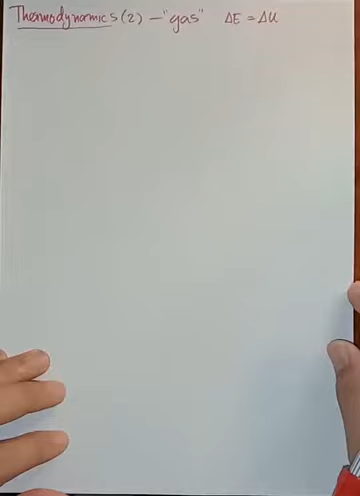 Thermodynamics (2) - "gas" ΔE = ΔU